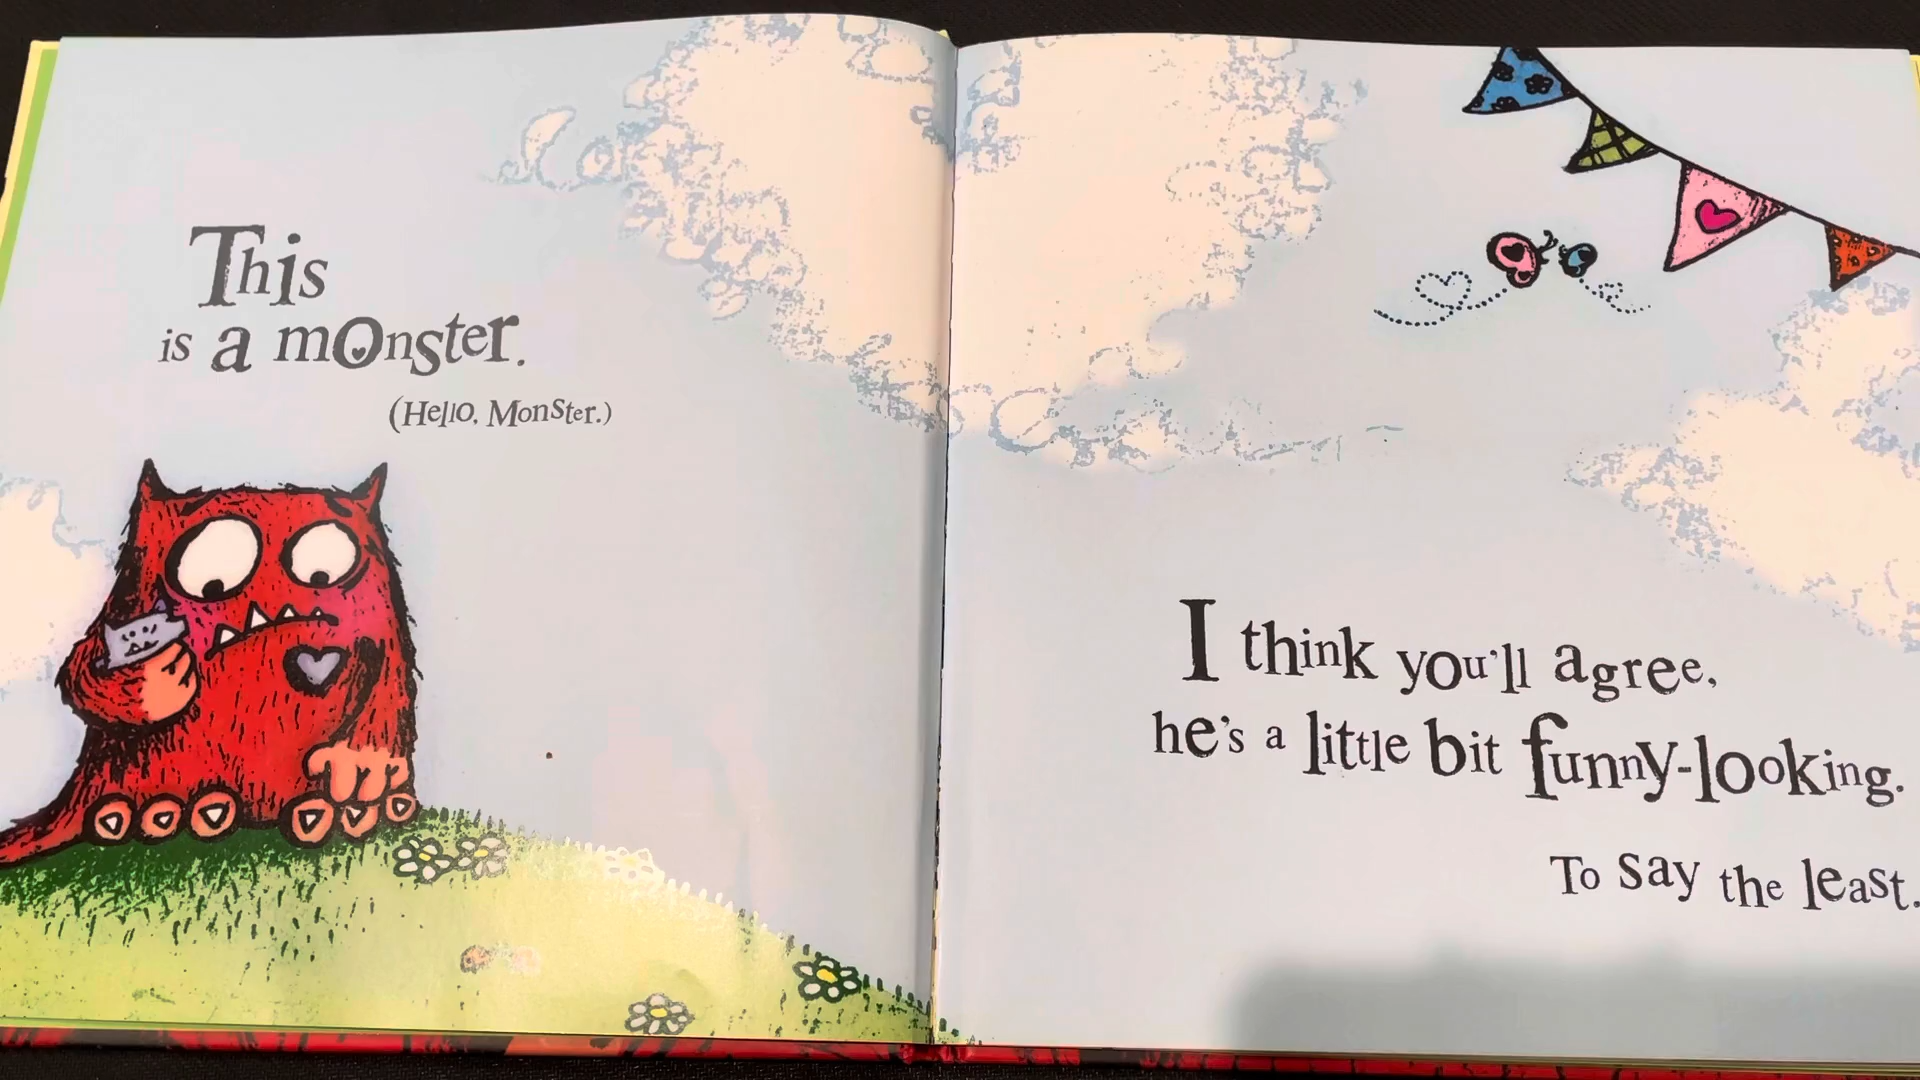 This
is a monster.
(Hello, Monster.)
I think you'll agree,
he's a little bit funny-looking.
To say the least.